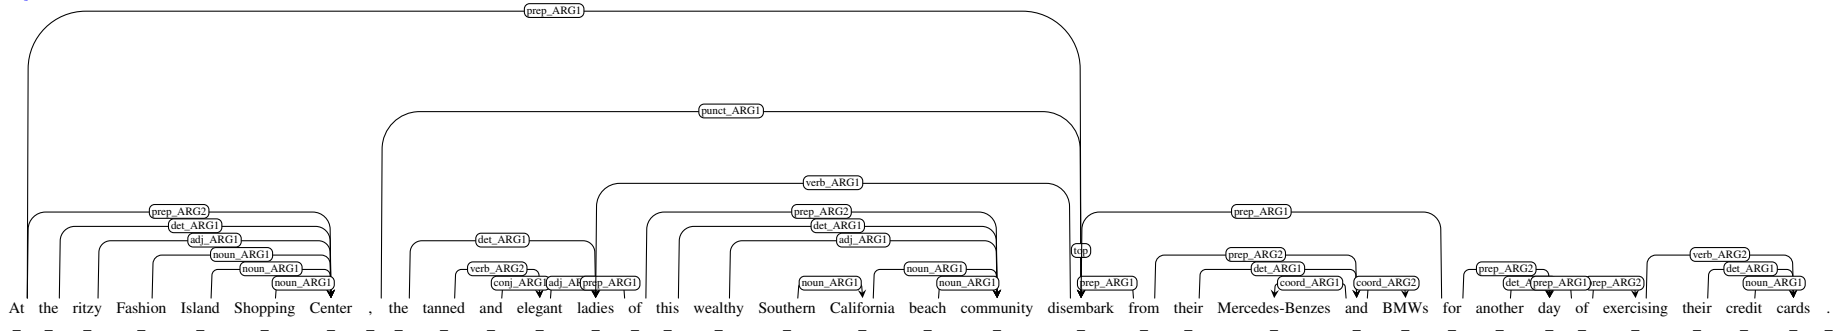 prep_ARG1
punct_ARG1
verb_ARG1
prep_ARG2 prep_ARG2 prep_ARG1
det_ARG1 det_ARG1
adj_ARG1 det_ARG1 adj_ARG1
top
noun_ARG1 prep_ARG2 verb_ARG2
noun_ARG1 verb_ARG2 noun_ARG1 det_ARG1 prep_ARG2 det_ARG1
noun_ARG1 conj_ARG1 prep_ARG1 noun_ARG1 noun_ARG1 prep_ARG1 coord_ARG1 coord_ARG2 prep_ARG1 noun_ARG1
At the ritzy Fashion Island Shopping Center , the tanned and elegant ladies of this wealthy Southern California beach community disembark from their Mercedes-Benzes and BMWs for another day of exercising their credit cards .